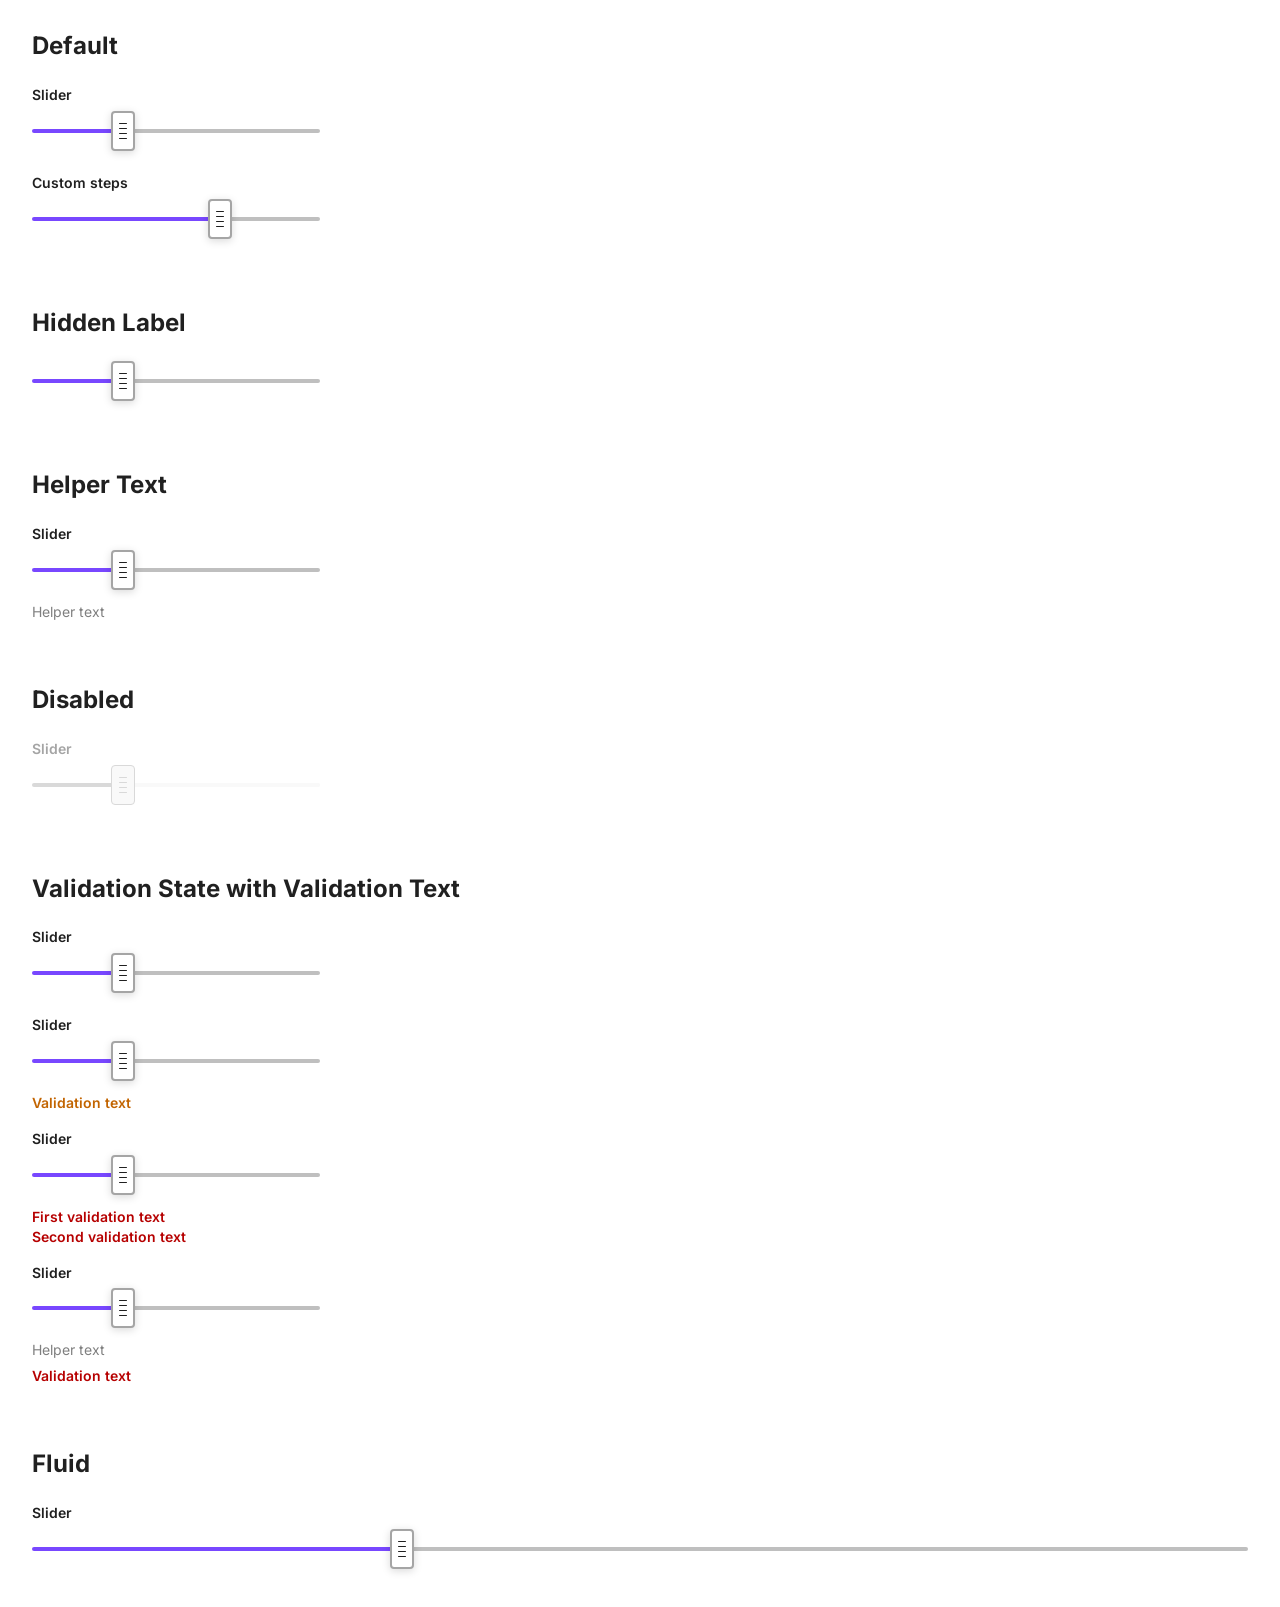 Default
Slider
Custom steps
Hidden Label
Helper Text
Slider
Helper text
Disabled
Slider
Validation State with Validation Text
Slider
Slider
Validation text
Slider
First validation text
Second validation text
Slider
Helper text
Validation text
Fluid
Slider